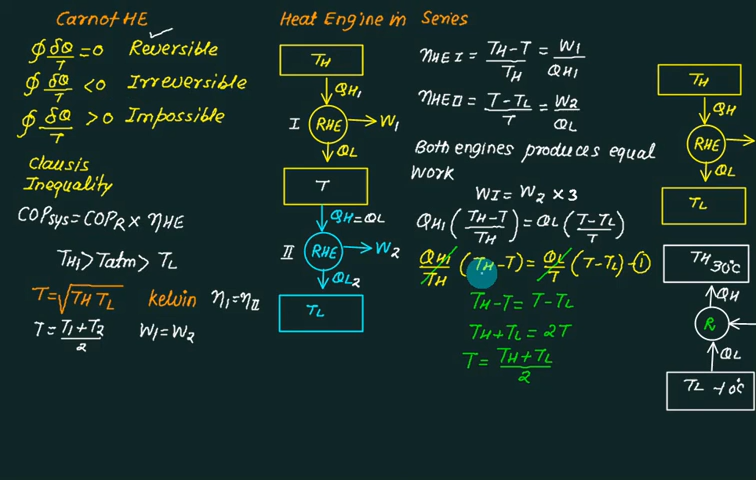 Carnot HE
∮ δQ/T = 0 Reversible
∮ δQ/T < 0 Irreversible
∮ δQ/T > 0 Impossible
Clausis
Inequality
COPsys = COPR × ηHE
TH1 > Tatm > TL
T = √TH TL kelvin η1 = ηII
T = (T1 + T2)/2 W1 = W2
Heat Engine in Series
TH
QH1
I RHE W1
QL
T
QH = QL
II RHE W2
QL2
TL
ηHE I = (TH - T)/TH = W1/QH1
ηHE II = (T - TL)/T = W2/QL
Both engines produces equal
work
WI = W2 × 3
QH1 ((TH - T)/TH) = QL ((T - TL)/T)
QH1/TH (TH - T) = QL/T (T - TL) - ①
TH - T = T - TL
TH + TL = 2T
T = (TH + TL)/2
TH
QH
RHE
QL
TL
TH 30°C
QH
R
QL
TL -10°C